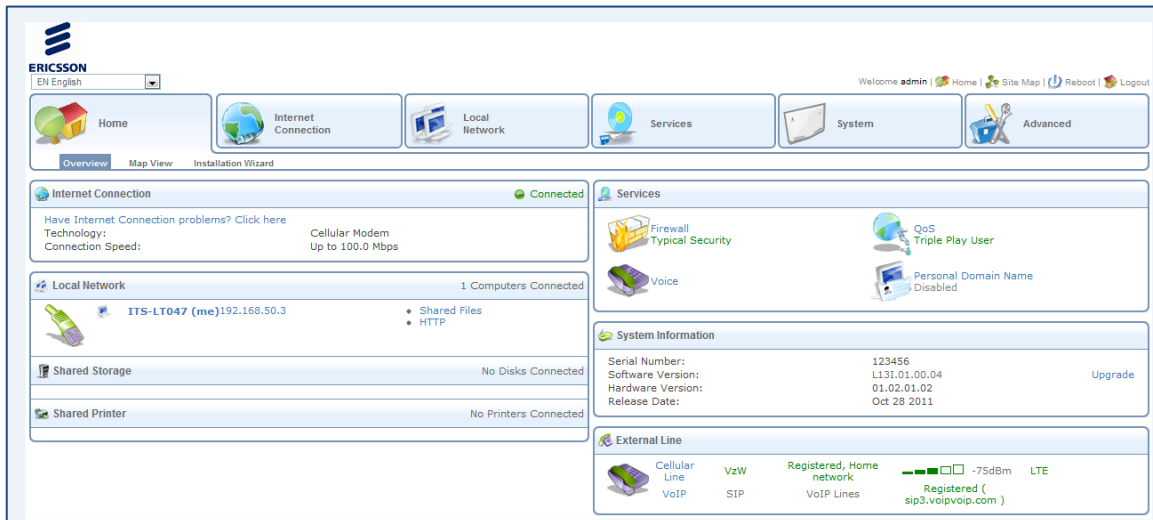 ERICSSON
EN English
Welcome admin | Home | Site Map | Reboot | Logout
Home
Internet Connection
Local Network
Services
System
Advanced
Overview Map View Installation Wizard
Internet Connection Connected
Have Internet Connection problems? Click here
Technology: Cellular Modem
Connection Speed: Up to 100.0 Mbps
Local Network 1 Computers Connected
ITS-LT047 (me)192.168.50.3
Shared Files
HTTP
Shared Storage No Disks Connected
Shared Printer No Printers Connected
Services
Firewall
Typical Security
QoS
Triple Play User
Voice
Personal Domain Name
Disabled
System Information
Serial Number: 123456
Software Version: L13I.01.00.04 Upgrade
Hardware Version: 01.02.01.02
Release Date: Oct 28 2011
External Line
Cellular Line VzW Registered, Home network -75dBm LTE
VoIP SIP VoIP Lines Registered ( sip3.voipvoip.com )